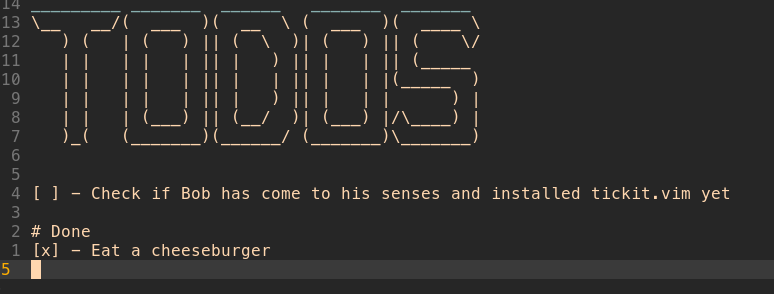 14 _________ _______  ______   _______  _______
13 \__   __/(  ___  )(  __  \ (  ___  )(  ____ \
12    ) (   | (   ) || (  \  )| (   ) || (    \/
11    | |   | |   | || |   ) || |   | || (_____
10    | |   | |   | || |   | || |   | |(_____  )
 9    | |   | |   | || |   ) || |   | |      ) |
 8    | |   | (___) || (__/  )| (___) |/\____) |
 7    )_(   (_______)(______/ (_______)\_______)
 6
 5
 4 [ ] - Check if Bob has come to his senses and installed tickit.vim yet
 3
 2 # Done
 1 [x] - Eat a cheeseburger
5